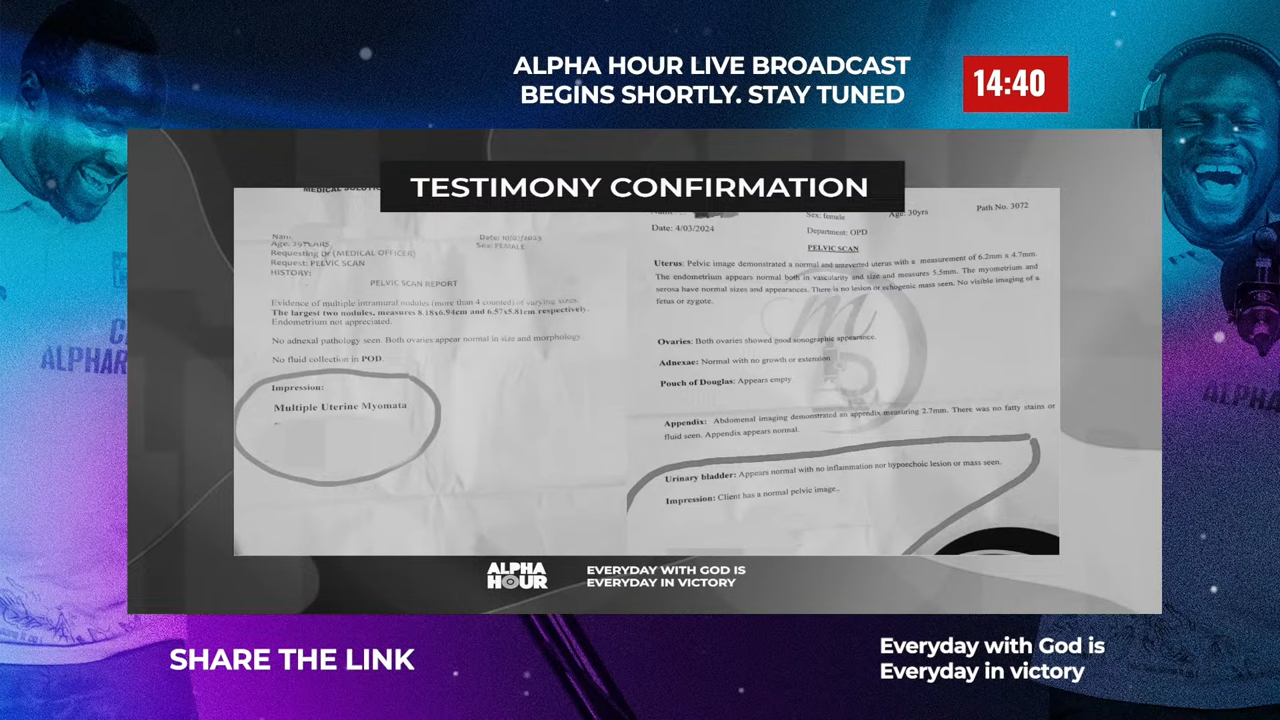 ALPHA HOUR LIVE BROADCAST
BEGINS SHORTLY. STAY TUNED
14:40
TESTIMONY CONFIRMATION
Age: 39YEARS
Date: 10/02/2023
Sex: FEMALE
Requesting Dr (MEDICAL OFFICER)
Request: PELVIC SCAN
HISTORY:
PELVIC SCAN REPORT
Evidence of multiple intramural nodules (more than 4 counted) of varying sizes.
The largest two nodules, measures 8.18x6.94cm and 6.57x5.81cm respectively.
Endometrium not appreciated.
No adnexal pathology seen. Both ovaries appear normal in size and morphology.
No fluid collection in POD.
Impression:
Multiple Uterine Myomata
Sex: female
Age: 30yrs
Path No. 3072
Date: 4/03/2024
Department: OPD
PELVIC SCAN
Uterus: Pelvic image demonstrated a normal and anteverted uterus with a measurement of 6.2mm x 4.7mm.
The endometrium appears normal both in vascularity and size and measures 5.5mm. The myometrium and
serosa have normal sizes and appearances. There is no lesion or echogenic mass seen. No visible imaging of a
fetus or zygote.
Ovaries: Both ovaries showed good sonographic appearance.
Adnexae: Normal with no growth or extension
Pouch of Douglas: Appears empty
Appendix: Abdomenal imaging demonstrated an appendix measuring 2.7mm. There was no fatty stains or
fluid seen. Appendix appears normal.
Urinary bladder: Appears normal with no inflammation nor hypoechoic lesion or mass seen.
Impression: Client has a normal pelvic image..
ALPHA
HOUR
EVERYDAY WITH GOD IS
EVERYDAY IN VICTORY
SHARE THE LINK
Everyday with God is
Everyday in victory